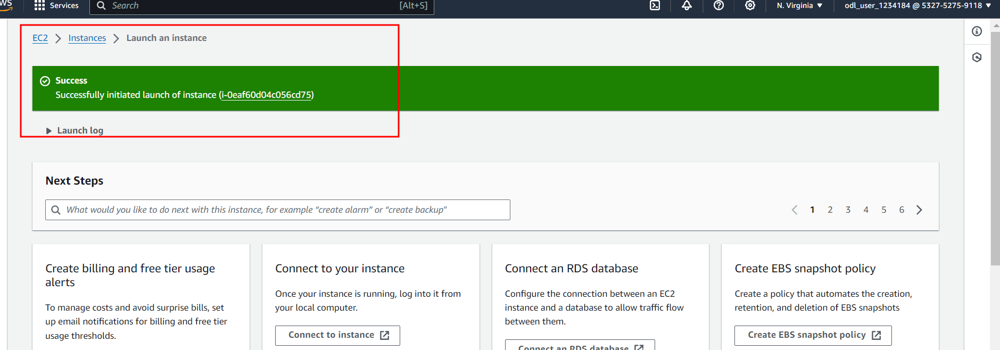 Services
Search [Alt+S]
N. Virginia
odl_user_1234184 @ 5327-5275-9118
EC2 Instances Launch an instance
Success
Successfully initiated launch of instance (i-0eaf60d04c056cd75)
Launch log
Next Steps
What would you like to do next with this instance, for example “create alarm” or “create backup"
1 2 3 4 5 6
Create billing and free tier usage
alerts
To manage costs and avoid surprise bills, set
up email notifications for billing and free tier
usage thresholds.
Connect to your instance
Once your instance is running, log into it from
your local computer.
Connect to instance
Connect an RDS database
Configure the connection between an EC2
instance and a database to allow traffic flow
between them.
Connect an RDS database
Create EBS snapshot policy
Create a policy that automates the creation,
retention, and deletion of EBS snapshots
Create EBS snapshot policy